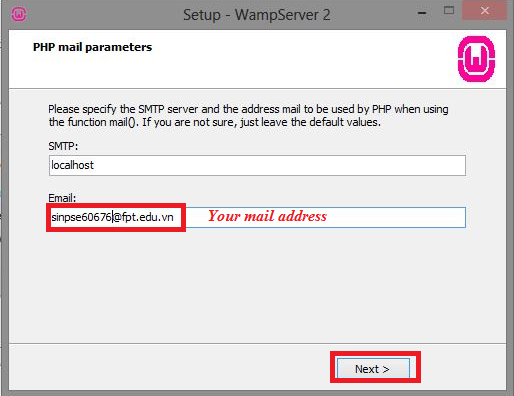 Setup - WampServer 2
PHP mail parameters
Please specify the SMTP server and the address mail to be used by PHP when using
the function mail(). If you are not sure, just leave the default values.
SMTP:
localhost
Email:
sinpse60676@fpt.edu.vn Your mail address
Next >